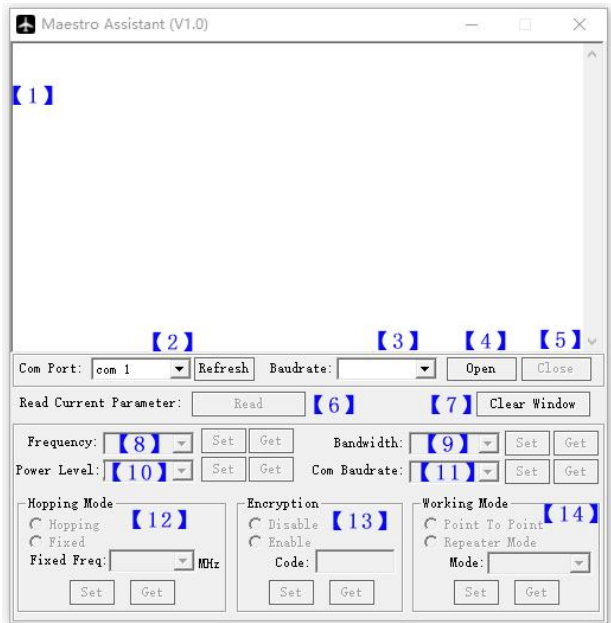 Maestro Assistant (V1.0)
【1】
【2】 【3】 【4】 【5】
Com Port: com 1 Refresh Baudrate: Open Close
Read Current Parameter: Read 【6】 【7】 Clear Window
Frequency: 【8】 Set Get Bandwidth: 【9】 Set Get
Power Level: 【10】 Set Get Com Baudrate: 【11】 Set Get
Hopping Mode
Hopping 【12】
Fixed
Fixed Freq: MHz
Set Get
Encryption
Disable 【13】
Enable
Code:
Set Get
Working Mode
Point To Point 【14】
Repeater Mode
Mode:
Set Get